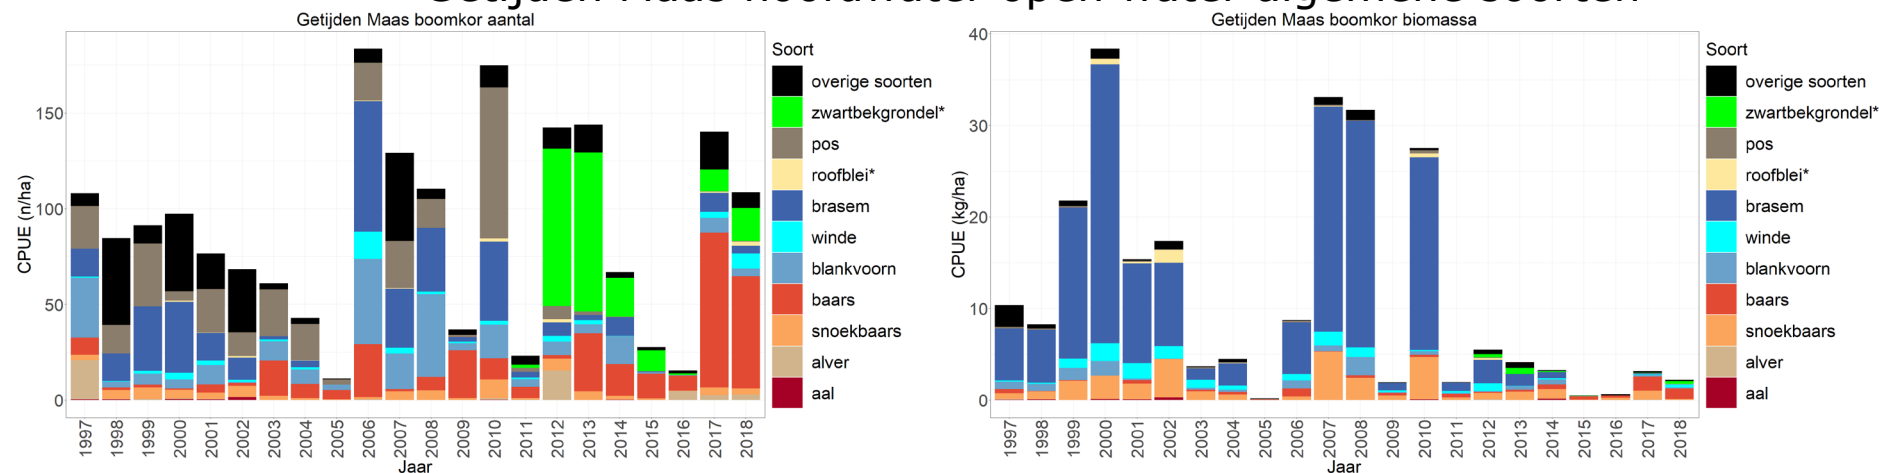 Getijden Maas boomkor aantal
CPUE (n/ha)
150
100
50
0
1997 1998 1999 2000 2001 2002 2003 2004 2005 2006 2007 2008 2009 2010 2011 2012 2013 2014 2015 2016 2017 2018
Jaar
Soort
overige soorten
zwartbekgrondel*
pos
roofblei*
brasem
winde
blankvoorn
baars
snoekbaars
alver
aal
Getijden Maas boomkor biomassa
CPUE (kg/ha)
40
30
20
10
0
1997 1998 1999 2000 2001 2002 2003 2004 2005 2006 2007 2008 2009 2010 2011 2012 2013 2014 2015 2016 2017 2018
Jaar
Soort
overige soorten
zwartbekgrondel*
pos
roofblei*
brasem
winde
blankvoorn
baars
snoekbaars
alver
aal